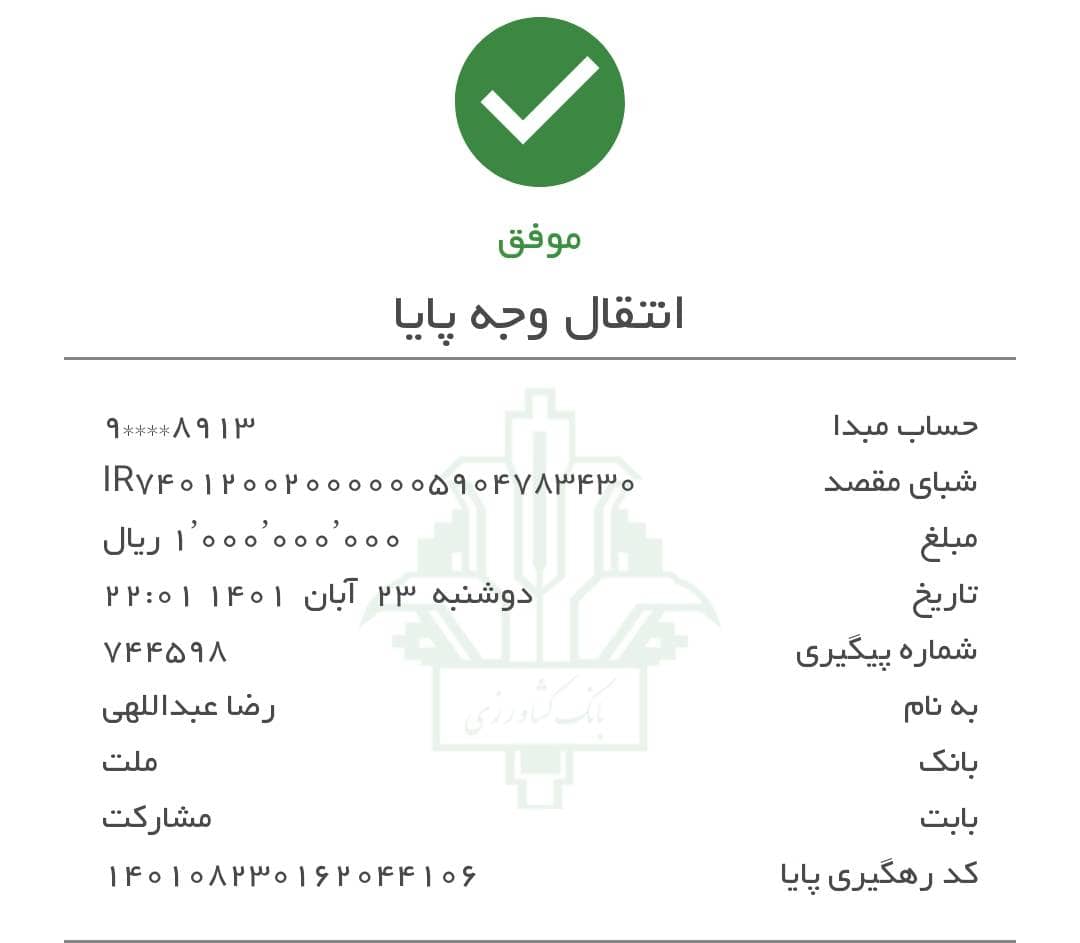 موفق
انتقال وجه پایا
حساب مبدا ۹****۸۹۱۳
شبای مقصد IR۷۴۰۱۲۰۰۲۰۰۰۰۰۰۵۹۰۴۷۸۳۴۳۰
مبلغ ۱٬۰۰۰٬۰۰۰٬۰۰۰ ریال
تاریخ دوشنبه ۲۳ آبان ۱۴۰۱ ۲۲:۰۱
شماره پیگیری ۷۴۴۵۹۸
به نام رضا عبداللهی
بانک ملت
بابت مشارکت
کد رهگیری پایا ۱۴۰۱۰۸۲۳۰۱۶۲۰۴۴۱۰۶
بانک کشاورزی